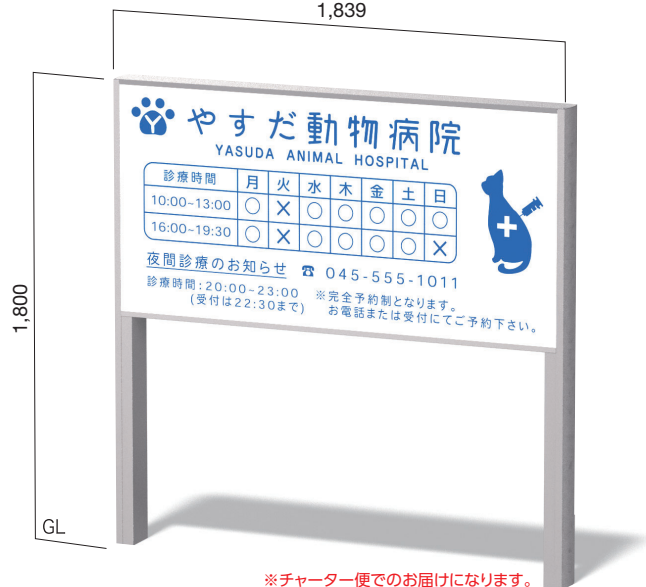 1,839
やすだ動物病院
YASUDA ANIMAL HOSPITAL
診療時間 月 火 水 木 金 土 日
10:00~13:00 ○ × ○ ○ ○ ○ ○
16:00~19:30 ○ × ○ ○ ○ ○ ×
夜間診療のお知らせ ☎ 045-555-1011
診療時間:20:00~23:00 ※完全予約制となります。
(受付は22:30まで) お電話または受付にてご予約下さい。
1,800
GL
※チャーター便でのお届けになります。